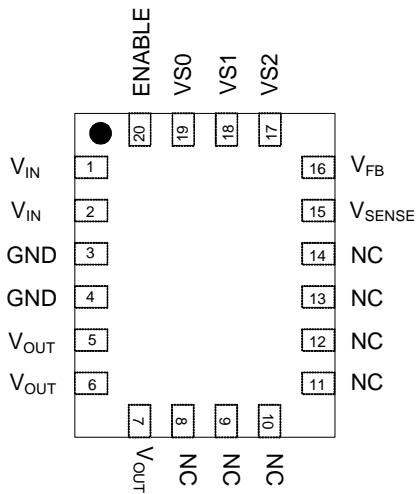 ENABLE VS0 VS1 VS2
20 19 18 17
VIN 1 16 VFB
VIN 2 15 VSENSE
GND 3 14 NC
GND 4 13 NC
VOUT 5 12 NC
VOUT 6 11 NC
7 8 9 10
VOUT NC NC NC